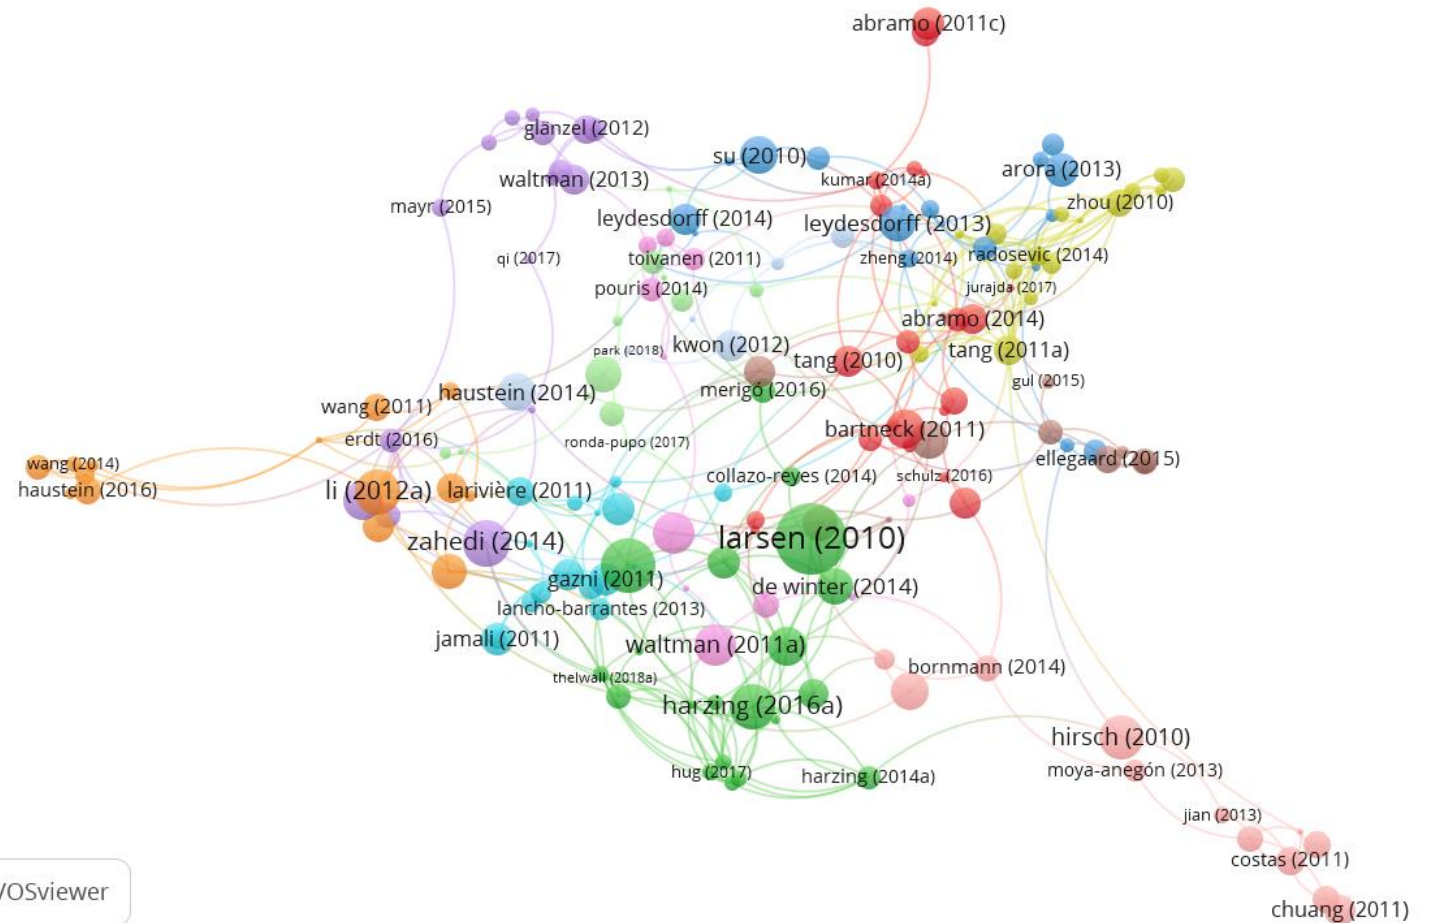 abramo (2011c)
glänzel (2012)
su (2010)
arora (2013)
waltman (2013)
kumar (2014a)
zhou (2010)
mayr (2015)
leydesdorff (2014)
leydesdorff (2013)
qi (2017)
toivanen (2011)
zheng (2014)
radosevic (2014)
pouris (2014)
jurajda (2017)
abramo (2014)
park (2018)
kwon (2012)
tang (2010)
tang (2011a)
gul (2015)
haustein (2014)
merigó (2016)
wang (2011)
bartneck (2011)
erdt (2016)
ronda-pupo (2017)
wang (2014)
ellegaard (2015)
haustein (2016)
li (2012a)
larivière (2011)
collazo-reyes (2014)
schulz (2016)
zahedi (2014)
larsen (2010)
gazni (2011)
de winter (2014)
lancho-barrantes (2013)
jamali (2011)
waltman (2011a)
thelwall (2018a)
bornmann (2014)
harzing (2016a)
hirsch (2010)
hug (2017)
harzing (2014a)
moya-anegón (2013)
jian (2013)
costas (2011)
VOSviewer
chuang (2011)